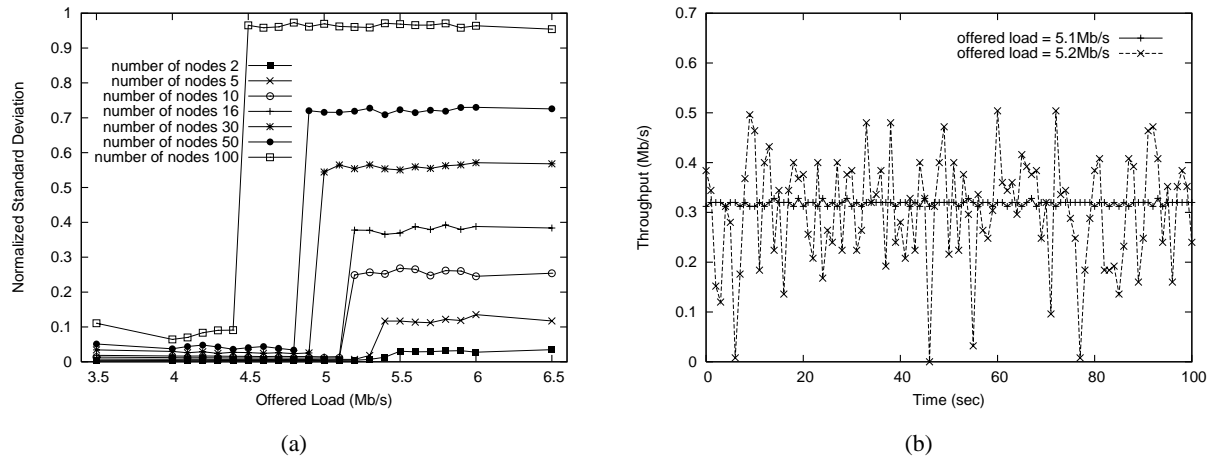 1
0.9
0.8
0.7
0.6
0.5
0.4
0.3
0.2
0.1
0
Normalized Standard Deviation
number of nodes 2
number of nodes 5
number of nodes 10
number of nodes 16
number of nodes 30
number of nodes 50
number of nodes 100
3.5 4 4.5 5 5.5 6 6.5
Offered Load (Mb/s)
(a)
0.7
0.6
0.5
0.4
0.3
0.2
0.1
0
Throughput (Mb/s)
offered load = 5.1Mb/s
offered load = 5.2Mb/s
0 20 40 60 80 100
Time (sec)
(b)